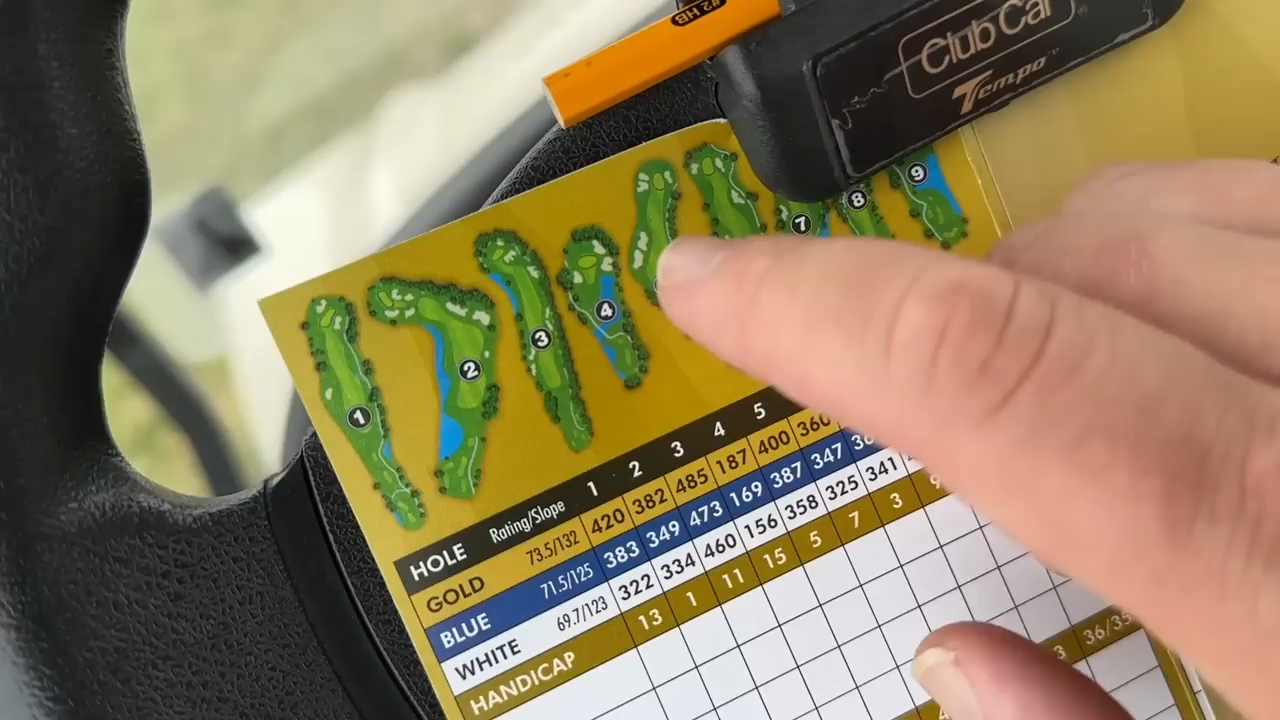 #2 HB
Club Car
Tempo
9
8
7
4
3
2
1
HOLE Rating/Slope 1 2 3 4 5
GOLD 73.5/132 420 382 485 187 400 360
BLUE 71.5/125 383 349 473 169 387 347
WHITE 69.7/123 322 334 460 156 358 325 341
HANDICAP 13 1 11 15 5 7 3 9
3 36/35